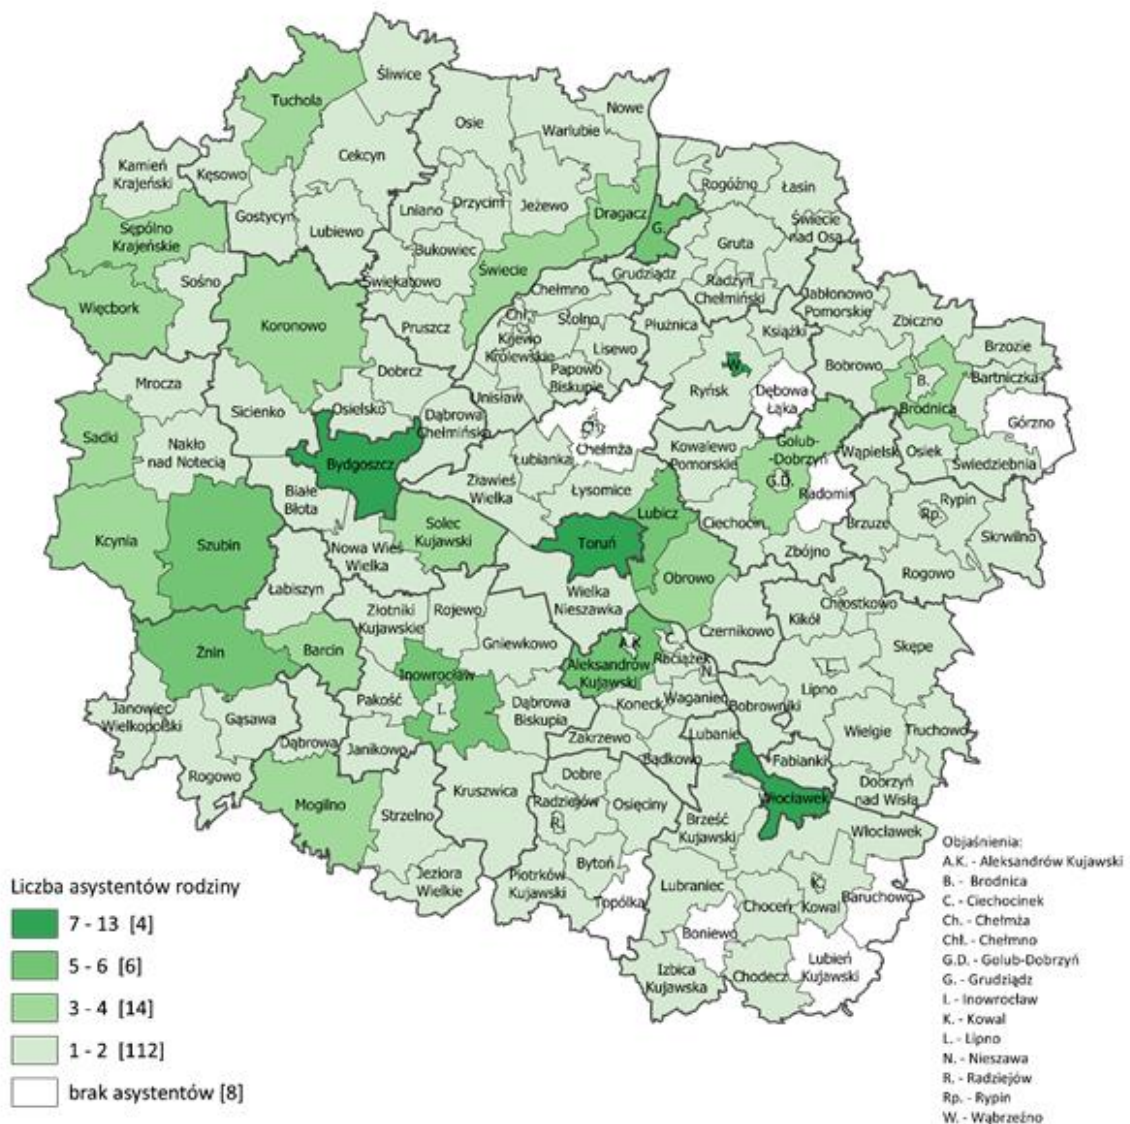 Śliwice
Tuchola
Nowe
Osie
Warlubie
Cekcyn
Kamień
Krajeński
Kęsowo
Rogóźno
Łasin
Drzycim
Jeżewo
Lniano
Dragacz
Gostycyn
Sępólno
Krajeńskie
Lubiewo
G.
Świecie
nad Osą
Gruta
Bukowiec
Świecie
Grudziądz
Świekatowo
Sośno
Radzyń
Chełmiński
Chełmno
Jabłonowo
Pomorskie
Więcbork
Koronowo
Pruszcz
Chł.
Stolno
Płużnica
Książki
Zbiczno
Kijewo
Królewskie
Lisewo
Brzozie
Dobrcz
Papowo
Biskupie
W.
Bobrowo
Bartniczka
Mrocza
Ryńsk
Dębowa
Łąka
B.
Brodnica
Unisław
Sicienko
Osielsko
Dąbrowa
Chełmińska
Górzno
Ch.
Chełmża
Sadki
Nakło
nad Notecią
Kowalewo
Pomorskie
Golub-
-Dobrzyń
Wąpielsk
Osiek
Świedziebnia
Bydgoszcz
Łubianka
G.D.
Zławieś
Wielka
Łysomice
Radomin
Rypin
Białe
Błota
Lubicz
Rp.
Ciechocin
Brzuze
Solec
Kujawski
Kcynia
Szubin
Toruń
Skrwilno
Nowa Wieś
Wielka
Zbójno
Obrowo
Rogowo
Łabiszyn
Wielka
Nieszawka
Złotniki
Kujawskie
Rojewo
Chrostkowo
Kikół
Czernikowo
Gniewkowo
A.K.
C.
Skępe
Żnin
Barcin
Raciążek
Aleksandrów
Kujawski
N.
L.
Inowrocław
Lipno
Pakość
I.
Waganiec
Koneck
Bobrowniki
Dąbrowa
Biskupia
Janowiec
Wielkopolski
Gąsawa
Wielgie
Tłuchowo
Lubanie
Zakrzewo
Dąbrowa
Janikowo
Bądkowo
Fabianki
Rogowo
Dobre
Dobrzyń
nad Wisłą
Kruszwica
Włocławek
Mogilno
Radziejów
Osięciny
Strzelno
R.
Brześć
Kujawski
Włocławek
Bytoń
Jeziora
Wielkie
Piotrków
Kujawski
Lubraniec
K.
Kowal
Baruchowo
Topólka
Choceń
Boniewo
Lubień
Kujawski
Izbica
Kujawska
Chodecz
Liczba asystentów rodziny
7 - 13 [4]
5 - 6 [6]
3 - 4 [14]
1 - 2 [112]
brak asystentów [8]
Objaśnienia:
A.K. - Aleksandrów Kujawski
B. - Brodnica
C. - Ciechocinek
Ch. - Chełmża
Chł. - Chełmno
G.D. - Golub-Dobrzyń
G. - Grudziądz
I. - Inowrocław
K. - Kowal
L. - Lipno
N. - Nieszawa
R. - Radziejów
Rp. - Rypin
W. - Wąbrzeźno